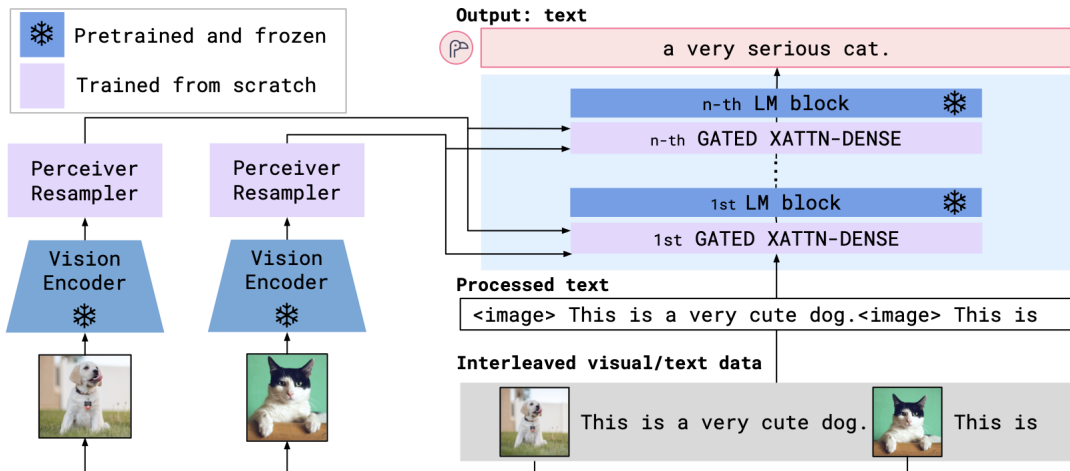 Pretrained and frozen
Trained from scratch
Perceiver
Resampler
Perceiver
Resampler
Vision
Encoder
Vision
Encoder
Output: text
a very serious cat.
n-th LM block
n-th GATED XATTN-DENSE
1st LM block
1st GATED XATTN-DENSE
Processed text
<image> This is a very cute dog.<image> This is
Interleaved visual/text data
This is a very cute dog. This is